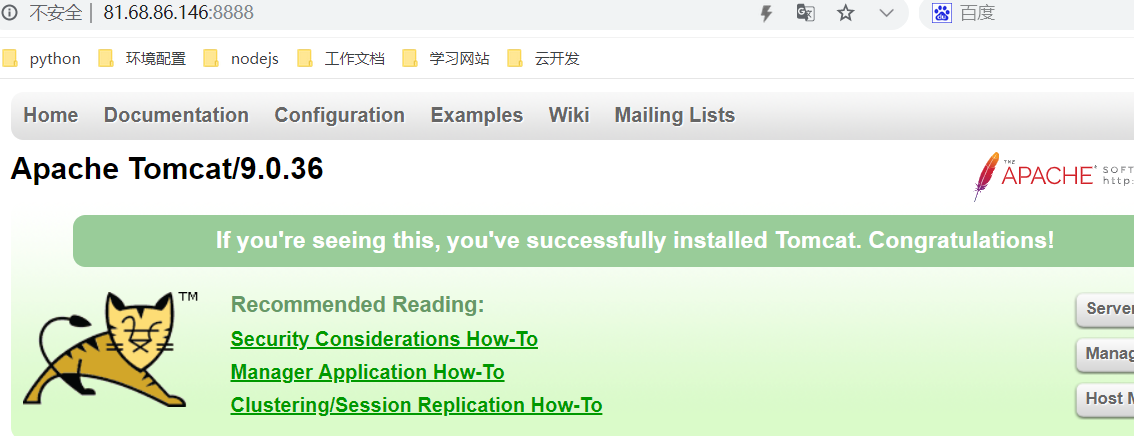 不安全 | 81.68.86.146:8888 百度
python 环境配置 nodejs 工作文档 学习网站 云开发
Home Documentation Configuration Examples Wiki Mailing Lists
Apache Tomcat/9.0.36
THE APACHE® SOFT
http:
If you're seeing this, you've successfully installed Tomcat. Congratulations!
TM
Recommended Reading:
Security Considerations How-To
Manager Application How-To
Clustering/Session Replication How-To
Server
Manag
Host M